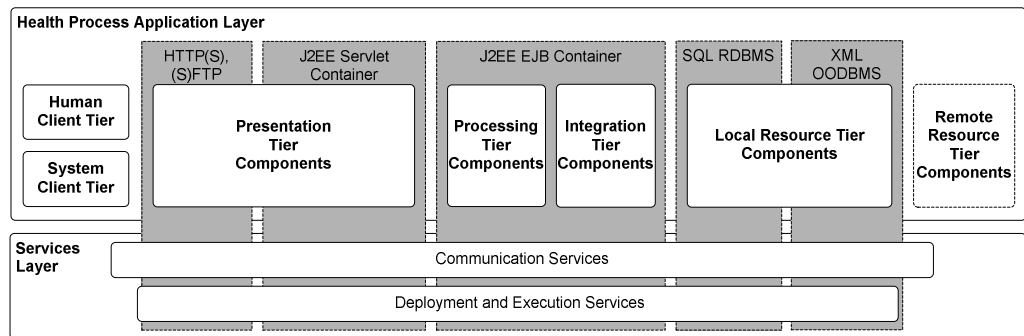 Health Process Application Layer
HTTP(S),
(S)FTP
J2EE Servlet
Container
J2EE EJB Container
SQL RDBMS
XML
OODBMS
Human
Client Tier
System
Client Tier
Presentation
Tier
Components
Processing
Tier
Components
Integration
Tier
Components
Local Resource Tier
Components
Remote
Resource
Tier
Components
Services
Layer
Communication Services
Deployment and Execution Services